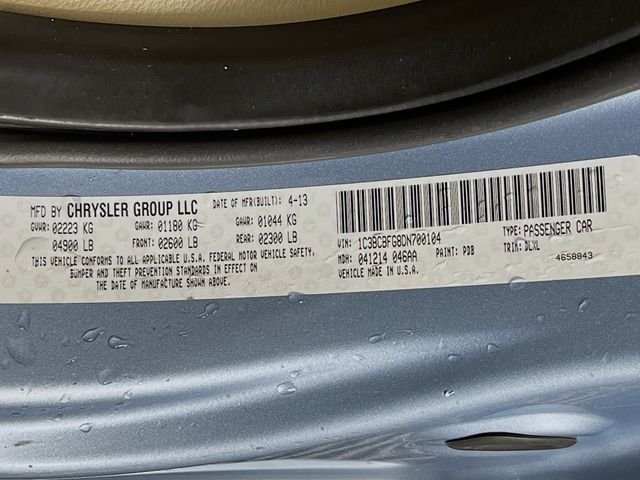 MFD BY CHRYSLER GROUP LLC DATE OF MFR(BUILT): 4-13
GVWR: 02223 KG GAWR: 01180 KG GAWR: 01044 KG
04900 LB FRONT: 02600 LB REAR: 02300 LB
THIS VEHICLE CONFORMS TO ALL APPLICABLE U.S.A. FEDERAL MOTOR VEHICLE SAFETY,
BUMPER AND THEFT PREVENTION STANDARDS IN EFFECT ON
THE DATE OF MANUFACTURE SHOWN ABOVE.
VIN: 1C3BCBFG8DN700104 TYPE: PASSENGER CAR
MDH: 041214 046AA PAINT: PDB TRIM: DLXL
VEHICLE MADE IN U.S.A. 4658843